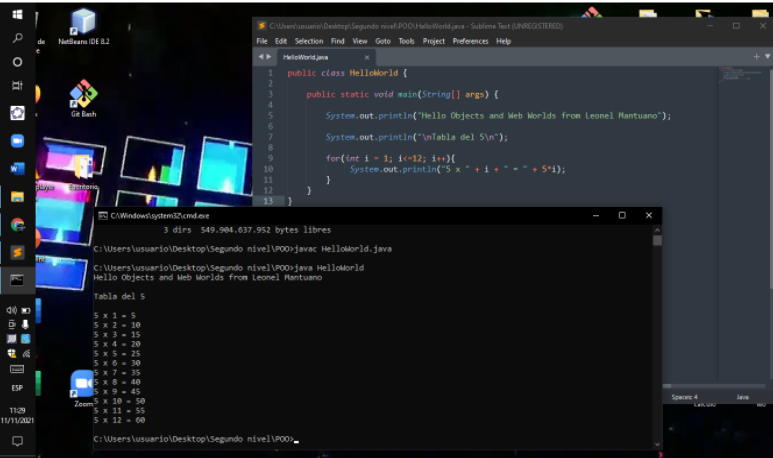 NetBeans IDE 8.2
Git Bash
Escritorio
Zoom
ESP
11:29
11/11/2021
C:\Users\usuario\Desktop\Segundo nivel\POO\HelloWorld.java - Sublime Text (UNREGISTERED)
File Edit Selection Find View Goto Tools Project Preferences Help
HelloWorld.java
1 public class HelloWorld {
2
3 public static void main(String[] args) {
4
5 System.out.println("Hello Objects and Web Worlds from Leonel Mantuano");
6
7 System.out.println("\nTabla del 5\n");
8
9 for(int i = 1; i<=12; i++){
10 System.out.println("5 x " + i + " = " + 5*i);
11 }
12 }
13 }
Spaces: 4 Java
C:\Windows\system32\cmd.exe
3 dirs 549.904.637.952 bytes libres
C:\Users\usuario\Desktop\Segundo nivel\POO>javac HelloWorld.java
C:\Users\usuario\Desktop\Segundo nivel\POO>java HelloWorld
Hello Objects and Web Worlds from Leonel Mantuano
Tabla del 5
5 x 1 = 5
5 x 2 = 10
5 x 3 = 15
5 x 4 = 20
5 x 5 = 25
5 x 6 = 30
5 x 7 = 35
5 x 8 = 40
5 x 9 = 45
5 x 10 = 50
5 x 11 = 55
5 x 12 = 60
C:\Users\usuario\Desktop\Segundo nivel\POO>